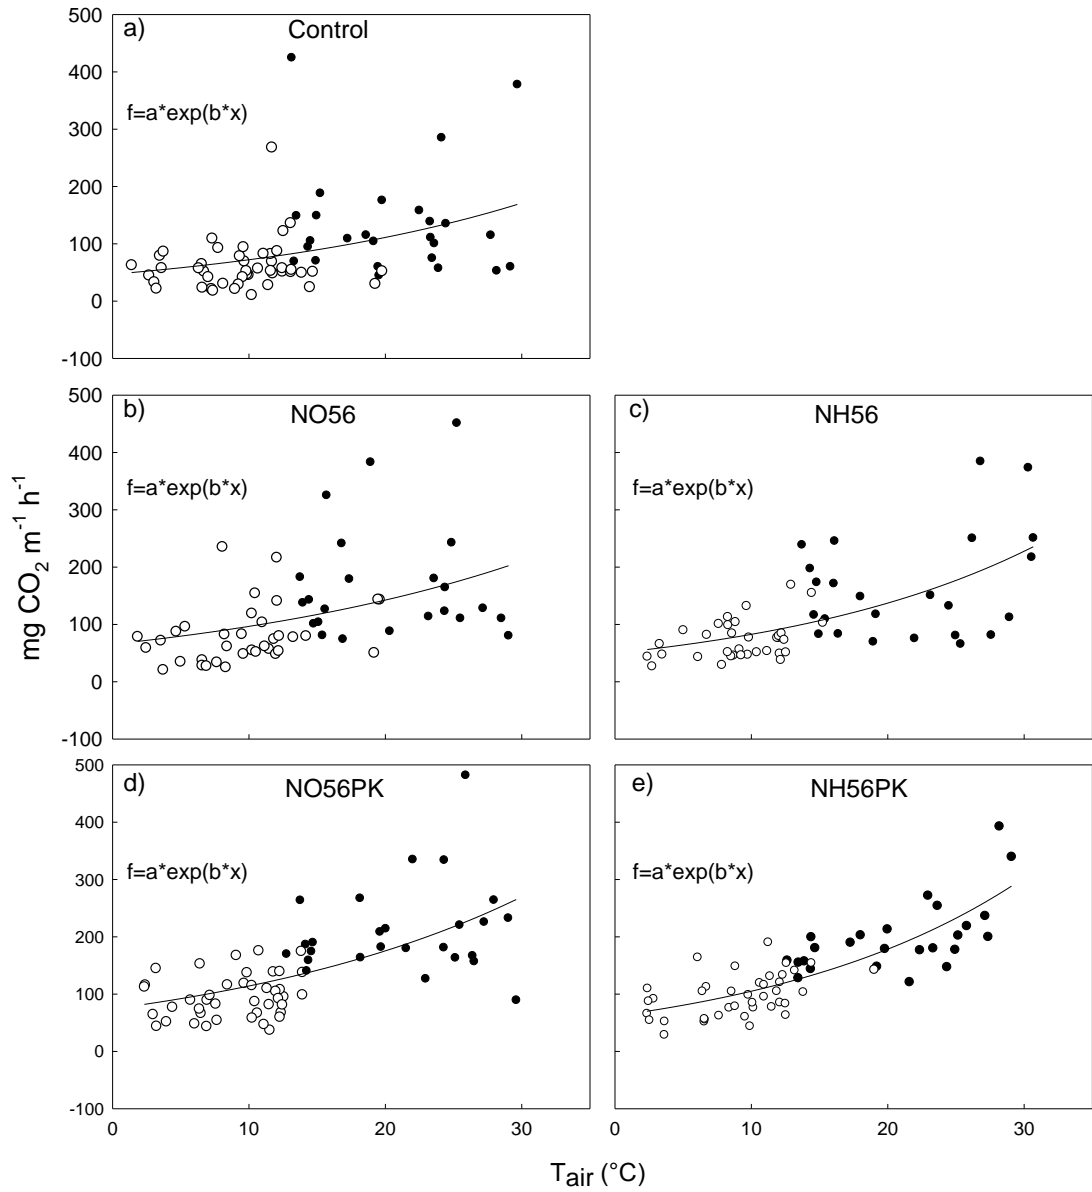 a)
Control
f=a*exp(b*x)
500
400
300
200
100
0
-100
b)
NO56
f=a*exp(b*x)
500
400
300
200
100
0
-100
c)
NH56
f=a*exp(b*x)
mg CO2 m-1 h-1
d)
NO56PK
f=a*exp(b*x)
500
400
300
200
100
0
-100
0 10 20 30
e)
NH56PK
f=a*exp(b*x)
0 10 20 30
Tair (°C)